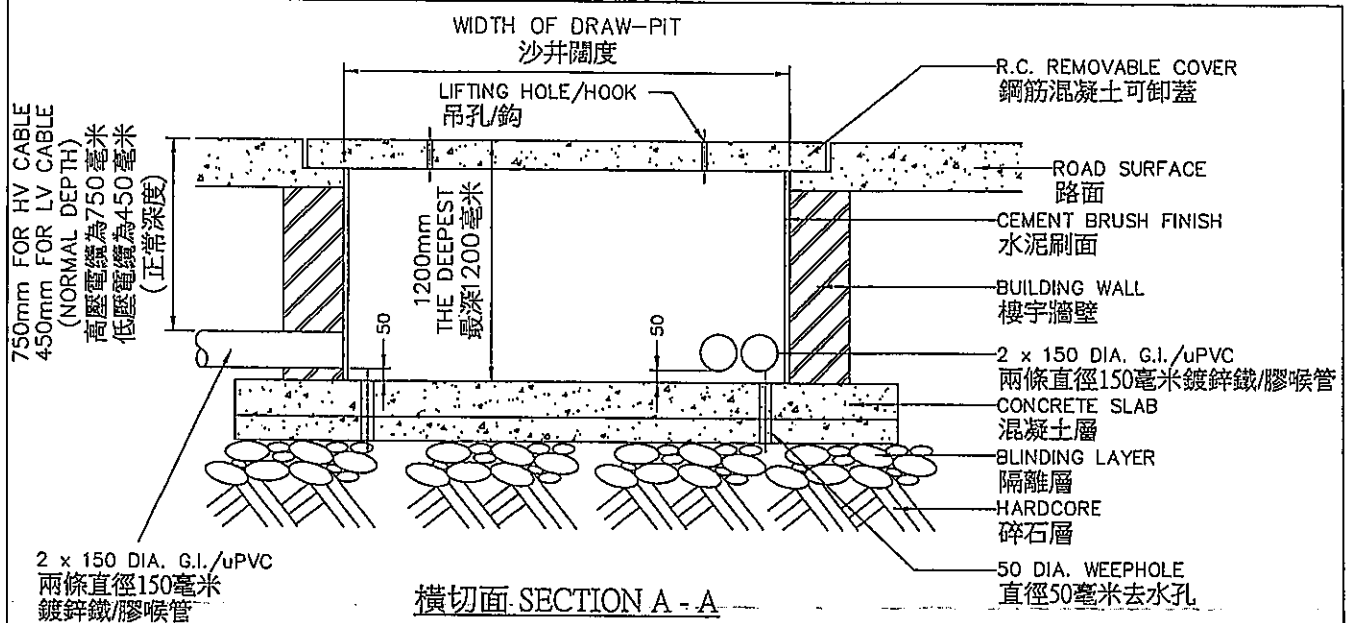 WIDTH OF DRAW-PIT
沙井闊度
LIFTING HOLE/HOOK
吊孔/鈎
R.C. REMOVABLE COVER
鋼筋混凝土可卸蓋
ROAD SURFACE
路面
CEMENT BRUSH FINISH
水泥刷面
BUILDING WALL
樓宇牆壁
2 x 150 DIA. G.I./uPVC
兩條直徑150毫米鍍鋅鐵/膠喉管
CONCRETE SLAB
混凝土層
BLINDING LAYER
隔離層
HARDCORE
碎石層
50 DIA. WEEPHOLE
直徑50毫米去水孔
750mm FOR HV CABLE
450mm FOR LV CABLE
(NORMAL DEPTH)
高壓電纜為750毫米
低壓電纜為450毫米
(正常深度)
50
1200mm
THE DEEPEST
最深1200毫米
50
2 x 150 DIA. G.I./uPVC
兩條直徑150毫米
鍍鋅鐵/膠喉管
橫切面 SECTION A - A